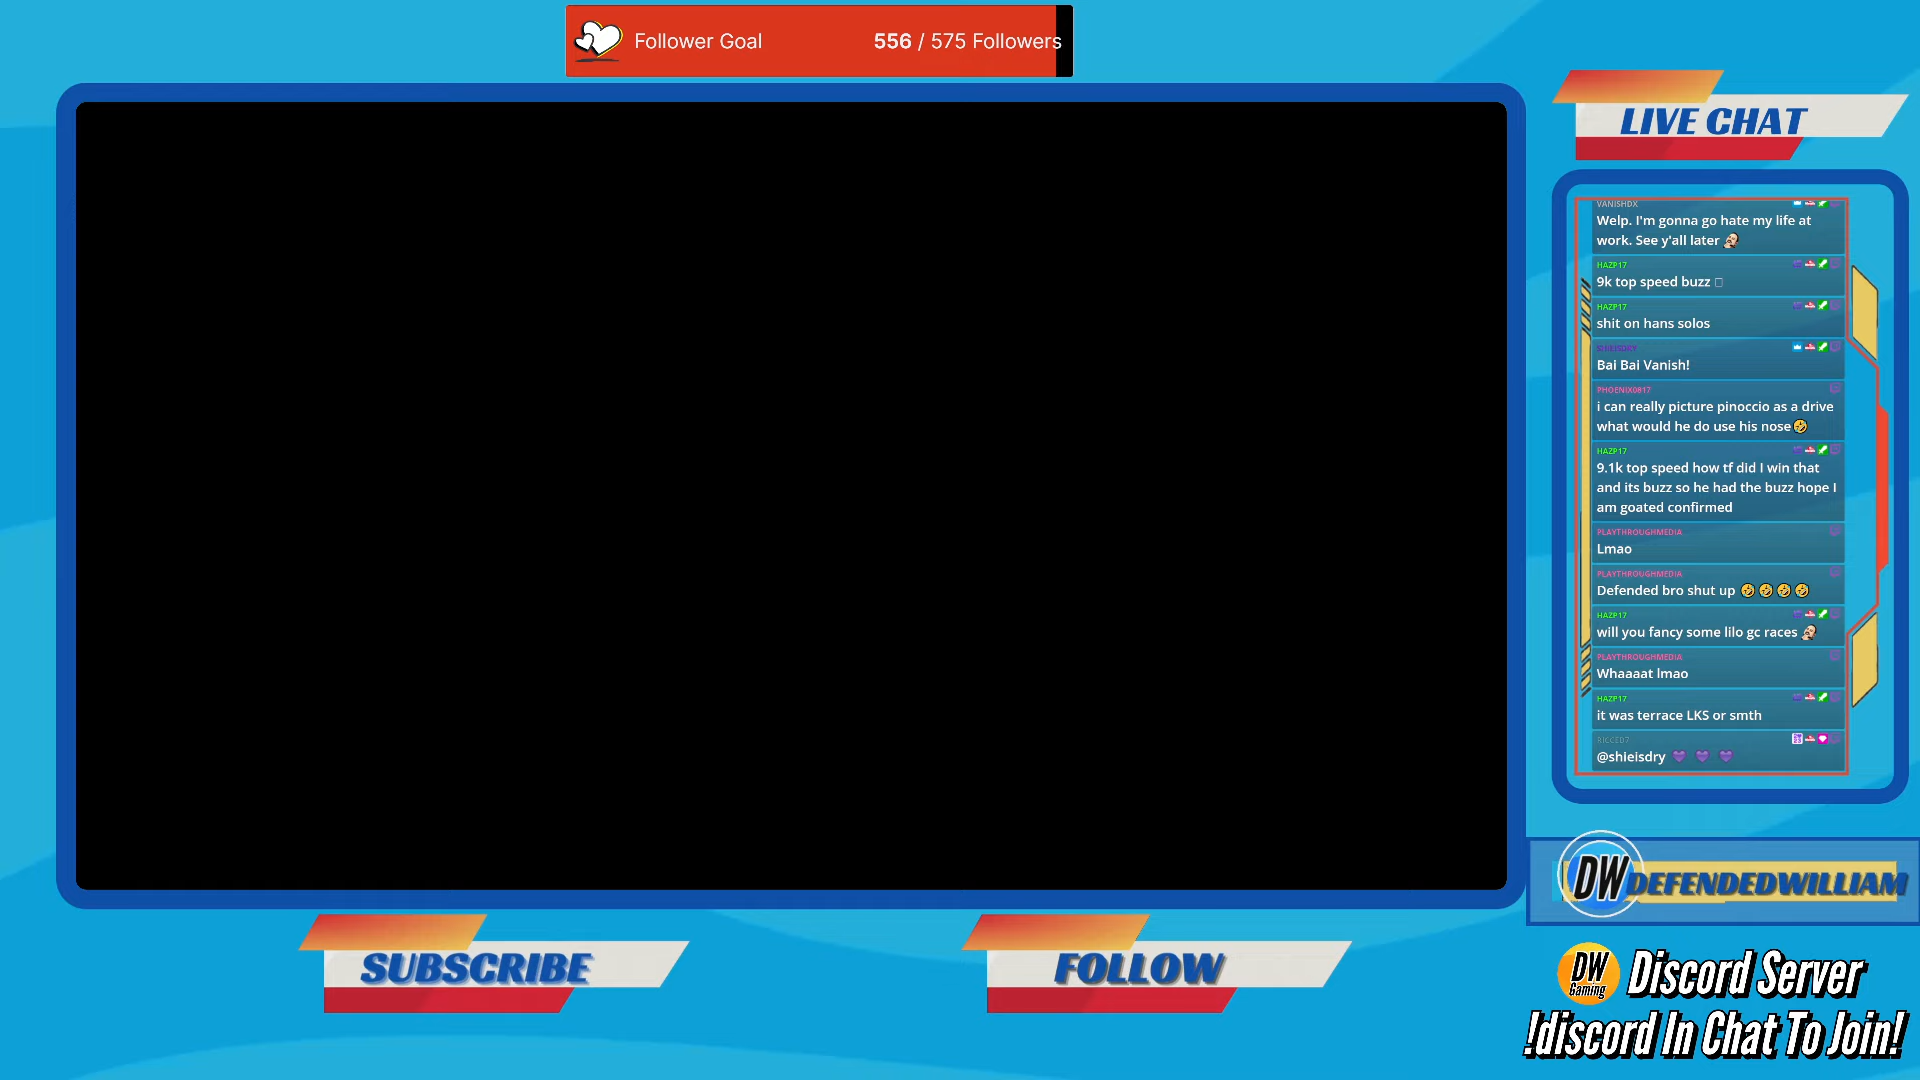 Follower Goal 556 / 575 Followers
LIVE CHAT
VANISHDX
Welp. I'm gonna go hate my life at
work. See y'all later
HAZP17
9k top speed buzz
HAZP17
shit on hans solos
SHIEISDRY
Bai Bai Vanish!
PHOENIX0817
i can really picture pinoccio as a drive
what would he do use his nose🤣
HAZP17
9.1k top speed how tf did I win that
and its buzz so he had the buzz hope I
am goated confirmed
PLAYTHROUGHMEDIA
Lmao
PLAYTHROUGHMEDIA
Defended bro shut up 🤣🤣🤣🤣
HAZP17
will you fancy some lilo gc races
PLAYTHROUGHMEDIA
Whaaaat lmao
HAZP17
it was terrace LKS or smth
RICCED7
@shieisdry 💜 💜 💜
DW DEFENDEDWILLIAM
SUBSCRIBE
FOLLOW
DW
Gaming
Discord Server
!discord In Chat To Join!